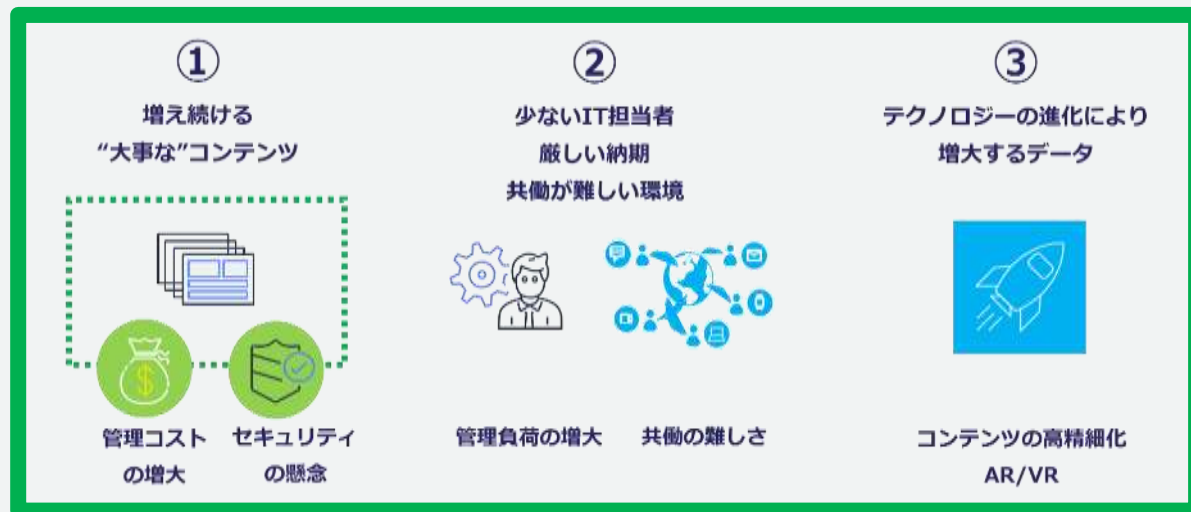 ①
増え続ける
“大事な”コンテンツ
管理コスト
の増大
セキュリティ
の懸念
②
少ないIT担当者
厳しい納期
共働が難しい環境
管理負荷の増大
共働の難しさ
③
テクノロジーの進化により
増大するデータ
コンテンツの高精細化
AR/VR